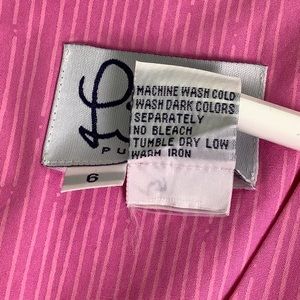 MACHINE WASH COLD
WASH DARK COLORS
SEPARATELY
NO BLEACH
TUMBLE DRY LOW
WARM IRON
PU
6